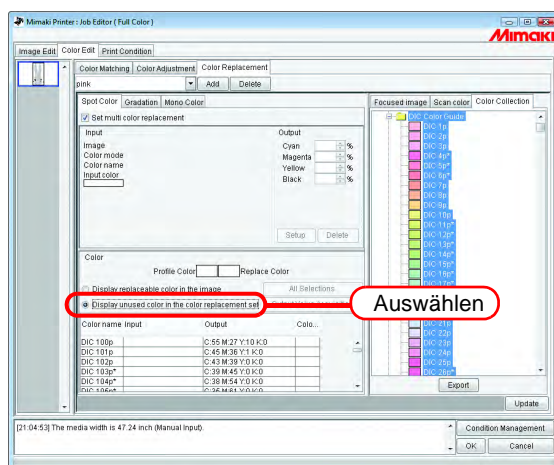 Mimaki Printer : Job Editor ( Full Color )
Mimaki
Image Edit Color Edit Print Condition
Color Matching Color Adjustment Color Replacement
pink Add Delete
Spot Color Gradation Mono Color
Focused image Scan color Color Collection
Set multi color replacement
Input Output
Image Cyan %
Color mode Magenta %
Color name Yellow %
Input color Black %
Setup Delete
DIC Color Guide
DIC 1p
DIC 2p
DIC 3p
DIC 4p*
DIC 5p*
DIC 6p*
DIC 7p
DIC 8p
DIC 9p
DIC 10p
DIC 11p*
DIC 12p*
DIC 13p*
DIC 14p*
DIC 15p*
DIC 16p*
DIC 17p*
Color
Profile Color Replace Color
Display replaceable color in the image All Selections
Display unused color in the color replacement set
Auswählen
Color name Input Output Colo...
DIC 100p C:55 M:27 Y:10 K:0
DIC 101p C:45 M:36 Y:1 K:0
DIC 102p C:43 M:39 Y:0 K:0
DIC 103p* C:39 M:45 Y:0 K:0
DIC 104p* C:38 M:54 Y:0 K:0
DIC 21p
DIC 22p
DIC 23p
DIC 24p
DIC 25p
DIC 26p*
Export
Update
[21:04:53] The media width is 47.24 inch (Manual Input).
Condition Management
OK Cancel